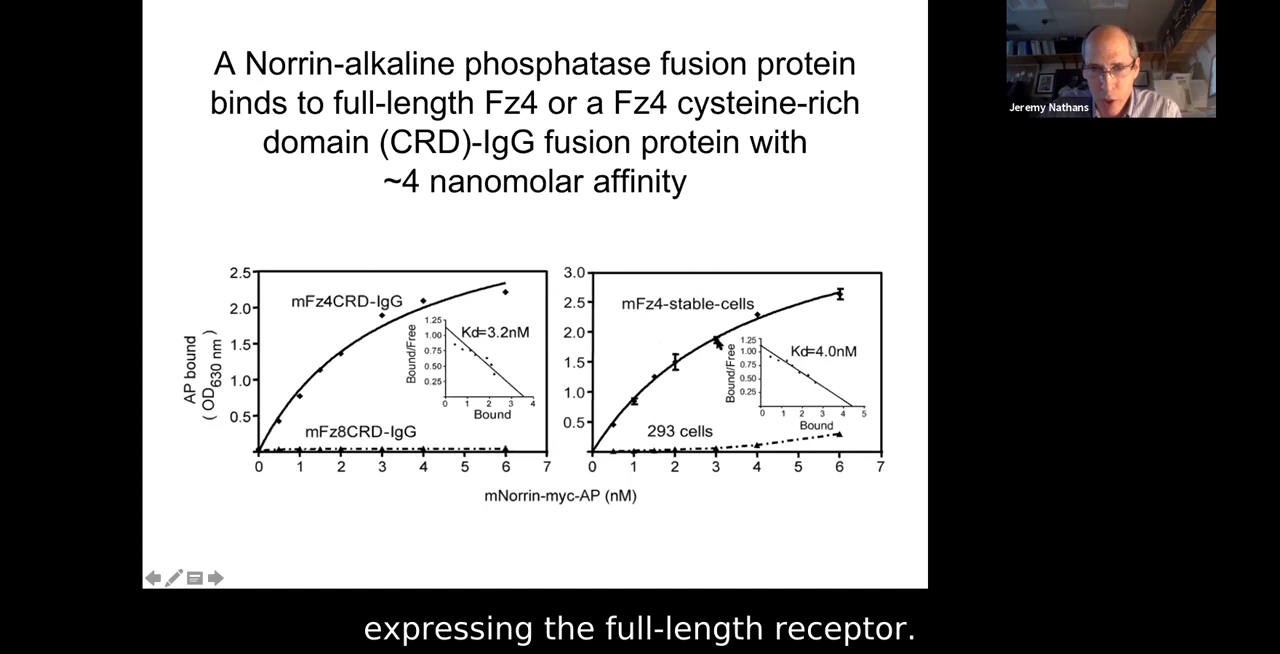 A Norrin-alkaline phosphatase fusion protein
binds to full-length Fz4 or a Fz4 cysteine-rich
domain (CRD)-IgG fusion protein with
~4 nanomolar affinity
Jeremy Nathans
AP bound
( OD630 nm )
2.5
2.0
1.5
1.0
0.5
mFz4CRD-IgG
mFz8CRD-IgG
Bound/Free
1.25
1.00
0.75
0.50
0.25
Kd=3.2nM
0 1 2 3 4
Bound
0 1 2 3 4 5 6 7
3.0
2.5
2.0
1.5
1.0
0.5
mFz4-stable-cells
293 cells
Bound/Free
1.25
1.00
0.75
0.50
0.25
Kd=4.0nM
0 1 2 3 4 5
Bound
0 1 2 3 4 5 6 7
mNorrin-myc-AP (nM)
expressing the full-length receptor.